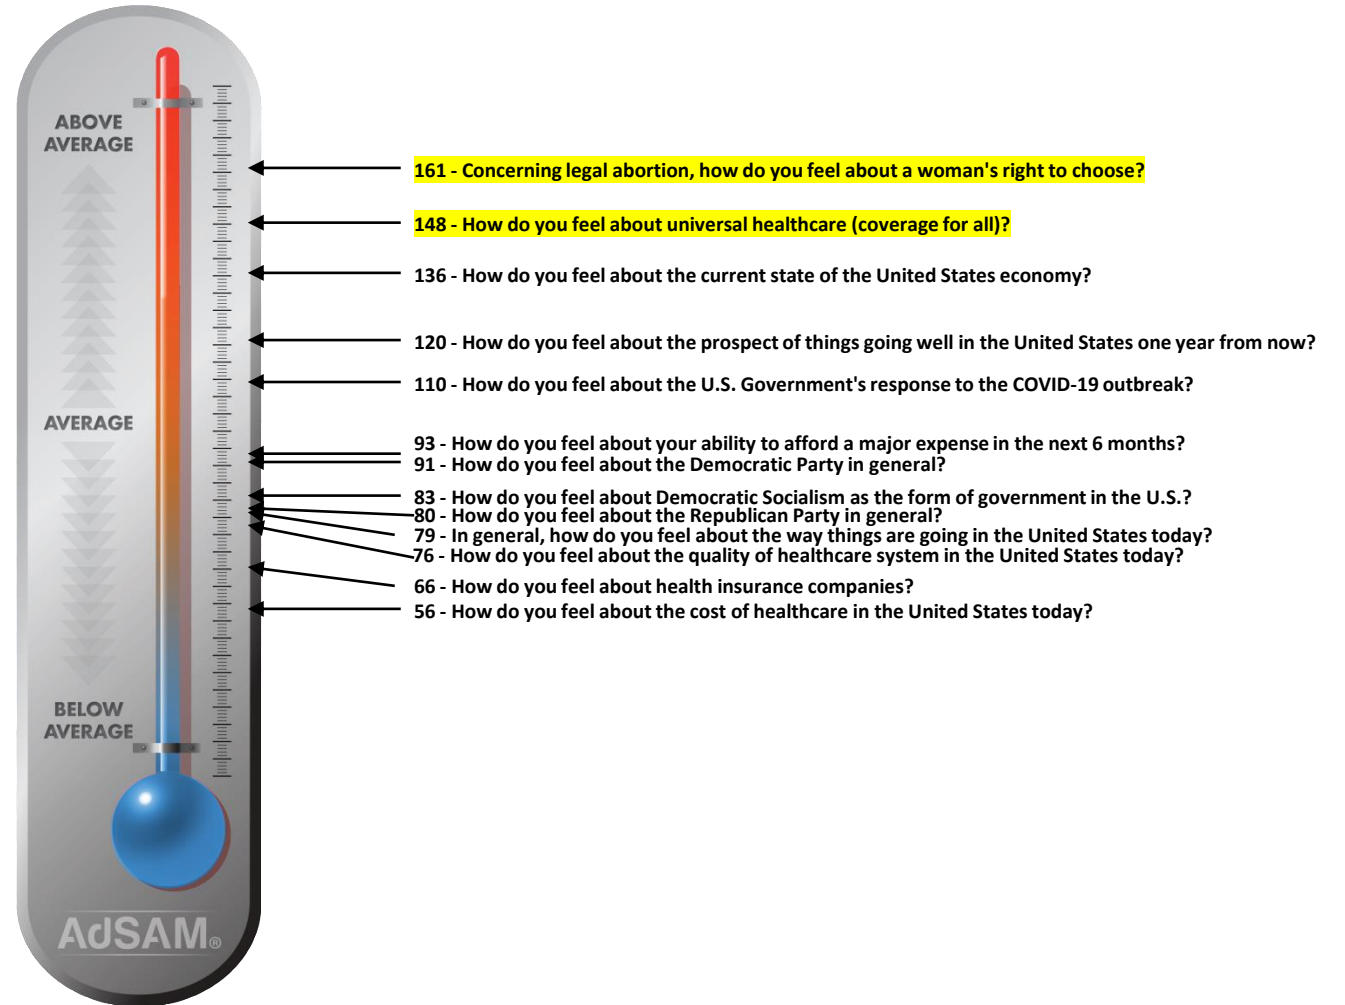 ABOVE
AVERAGE
161 - Concerning legal abortion, how do you feel about a woman's right to choose?
148 - How do you feel about universal healthcare (coverage for all)?
136 - How do you feel about the current state of the United States economy?
120 - How do you feel about the prospect of things going well in the United States one year from now?
110 - How do you feel about the U.S. Government's response to the COVID-19 outbreak?
AVERAGE
93 - How do you feel about your ability to afford a major expense in the next 6 months?
91 - How do you feel about the Democratic Party in general?
83 - How do you feel about Democratic Socialism as the form of government in the U.S.?
80 - How do you feel about the Republican Party in general?
79 - In general, how do you feel about the way things are going in the United States today?
76 - How do you feel about the quality of healthcare system in the United States today?
66 - How do you feel about health insurance companies?
56 - How do you feel about the cost of healthcare in the United States today?
BELOW
AVERAGE
AdSAM®